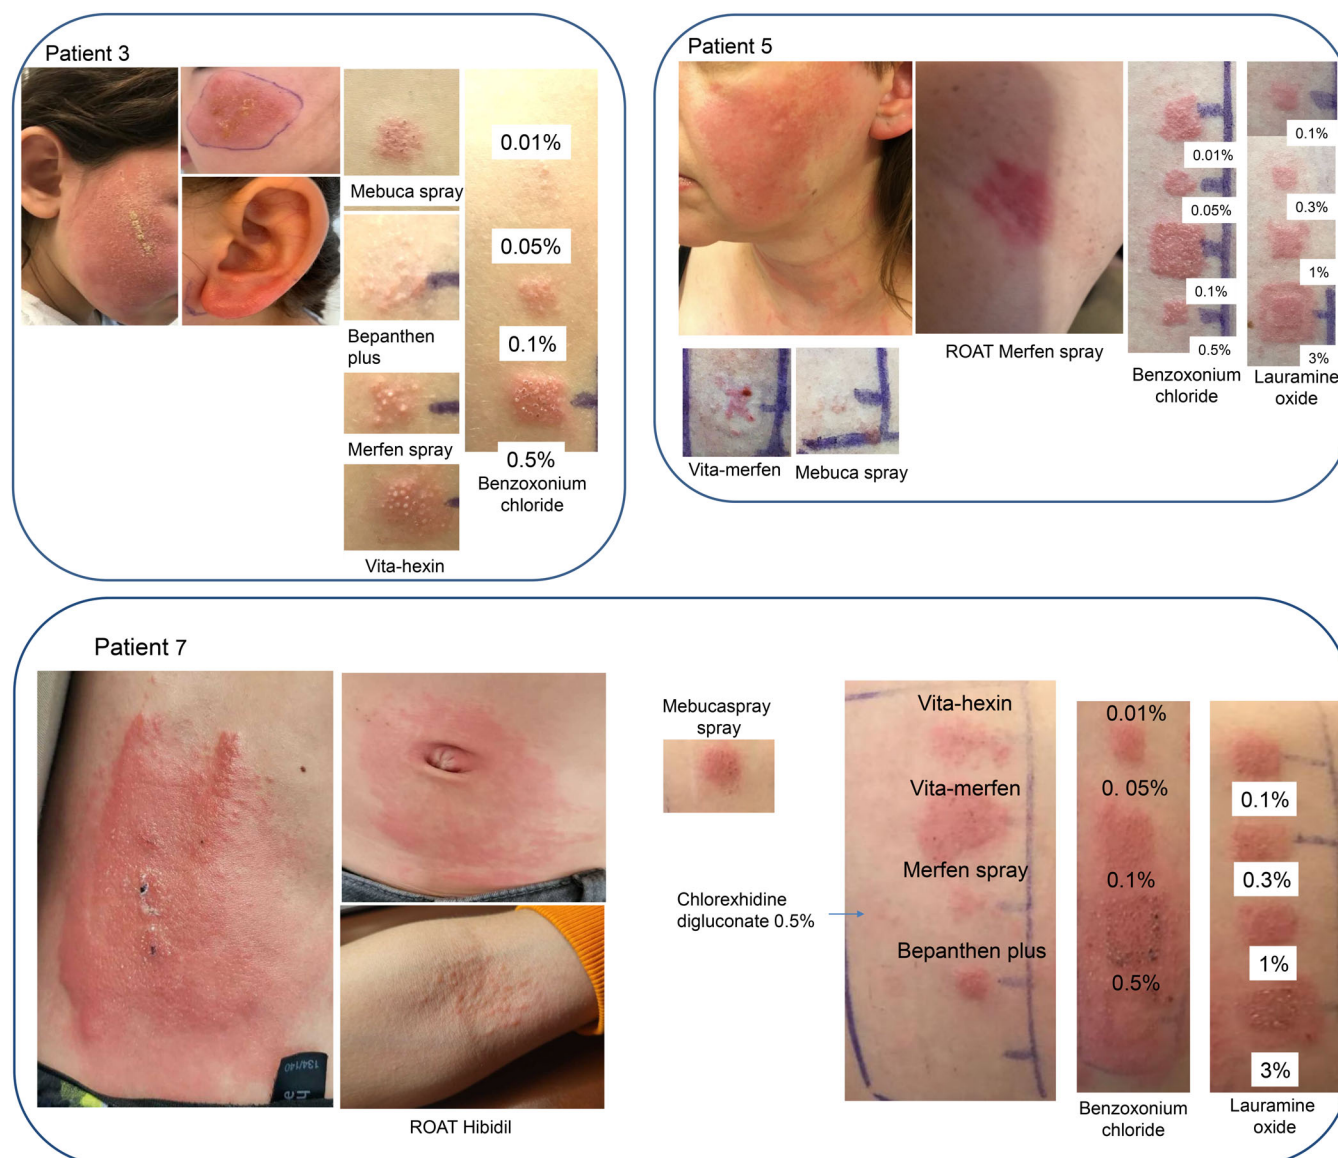 Patient 3
Mebuca spray
Bepanthen
plus
Merfen spray
Vita-hexin
0.01%
0.05%
0.1%
0.5%
Benzoxonium
chloride
Patient 5
ROAT Merfen spray
Vita-merfen
Mebuca spray
0.01%
0.05%
0.1%
0.5%
Benzoxonium
chloride
0.1%
0.3%
1%
3%
Lauramine
oxide
Patient 7
134/140
ROAT Hibidil
Mebucaspray
spray
Chlorexhidine
digluconate 0.5%
Vita-hexin
Vita-merfen
Merfen spray
Bepanthen plus
0.01%
0. 05%
0.1%
0.5%
Benzoxonium
chloride
0.1%
0.3%
1%
3%
Lauramine
oxide